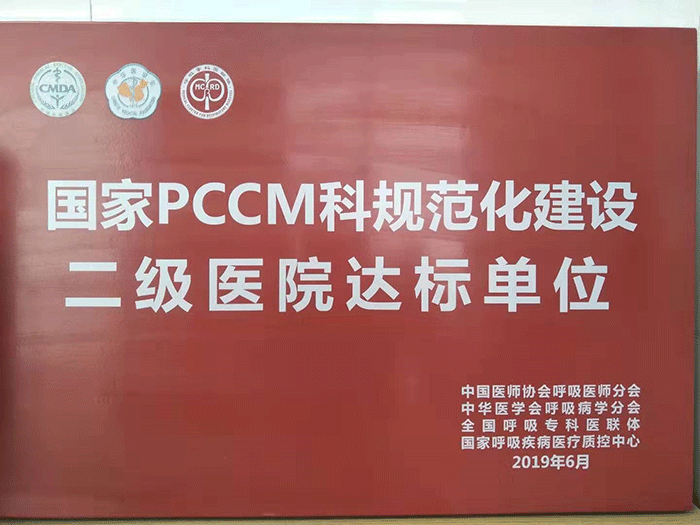 CMDA
MCARD
国家PCCM科规范化建设
二级医院达标单位
中国医师协会呼吸医师分会
中华医学会呼吸病学分会
全国呼吸专科医联体
国家呼吸疾病医疗质控中心
2019年6月